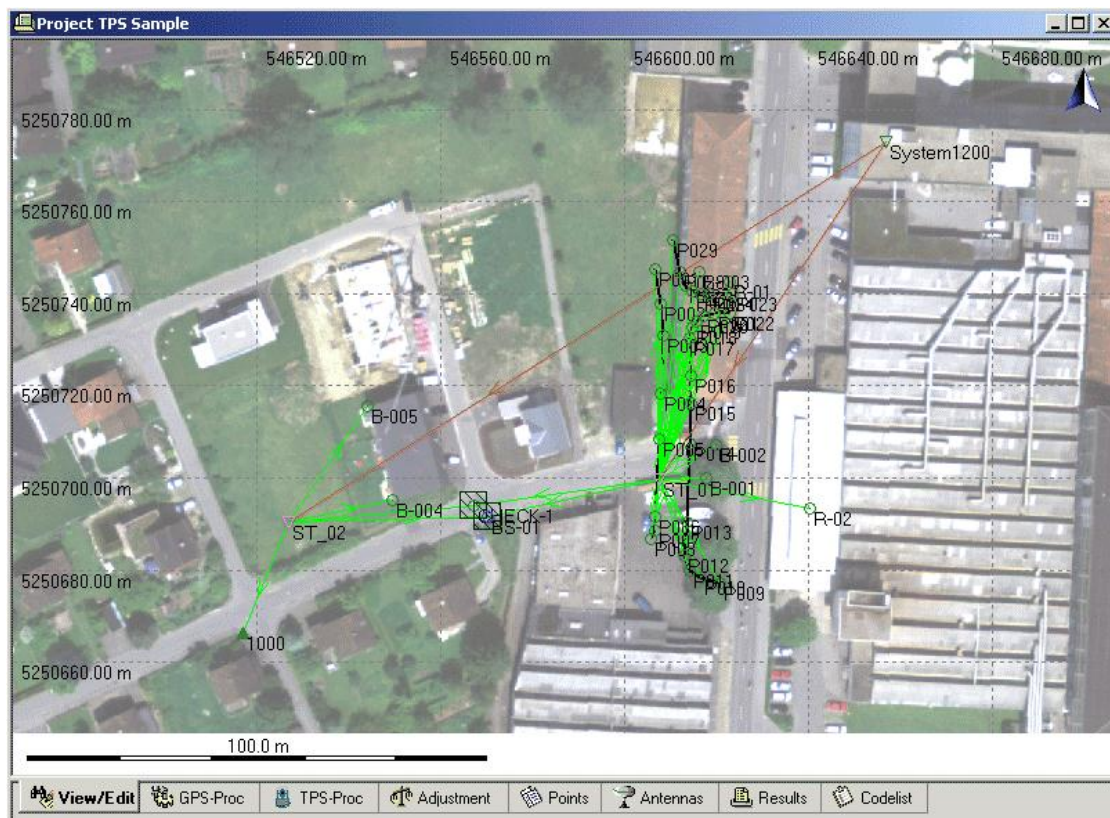 Project TPS Sample
546520.00 m
546560.00 m
546600.00 m
546640.00 m
546680.00 m
5250780.00 m
System1200
5250760.00 m
P029
5250740.00 m
P002
P022
P017
P016
5250720.00 m
P004
P015
B-005
5250700.00 m
B-001
B-004
R-02
CHECK-1
ST_02
BS-01
P013
P012
5250680.00 m
P009
1000
5250660.00 m
100.0 m
View/Edit
GPS-Proc
TPS-Proc
Adjustment
Points
Antennas
Results
Codelist